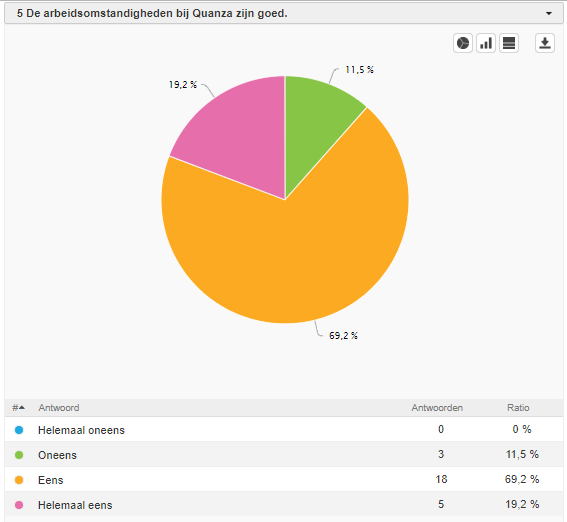 5 De arbeidsomstandigheden bij Quanza zijn goed.
11,5 %
19,2 %
69,2 %
# Antwoord Antwoorden Ratio
Helemaal oneens 0 0 %
Oneens 3 11,5 %
Eens 18 69,2 %
Helemaal eens 5 19,2 %